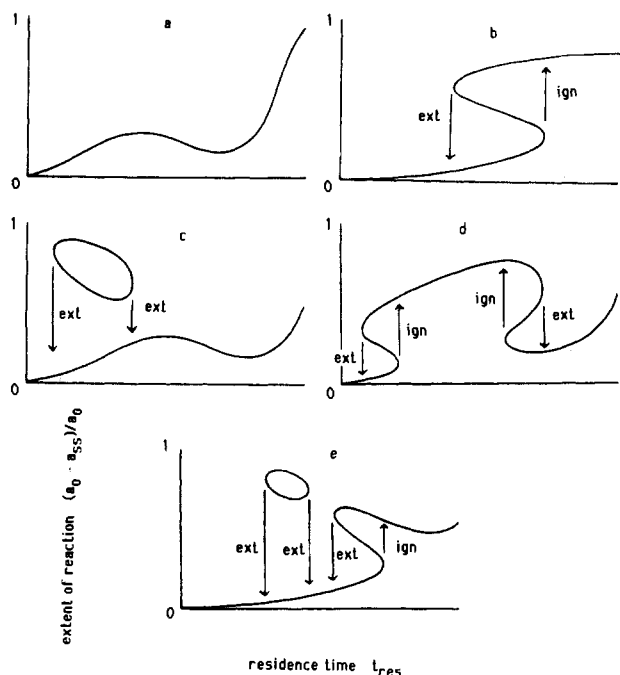 1
a
0
1
b
ext
ign
0
1
c
ext
ext
0
1
d
ext
ign
ign
ext
0
1
e
ext
ext
ext
ign
0
extent of reaction (a₀ - aₛₛ)/a₀
residence time t_res